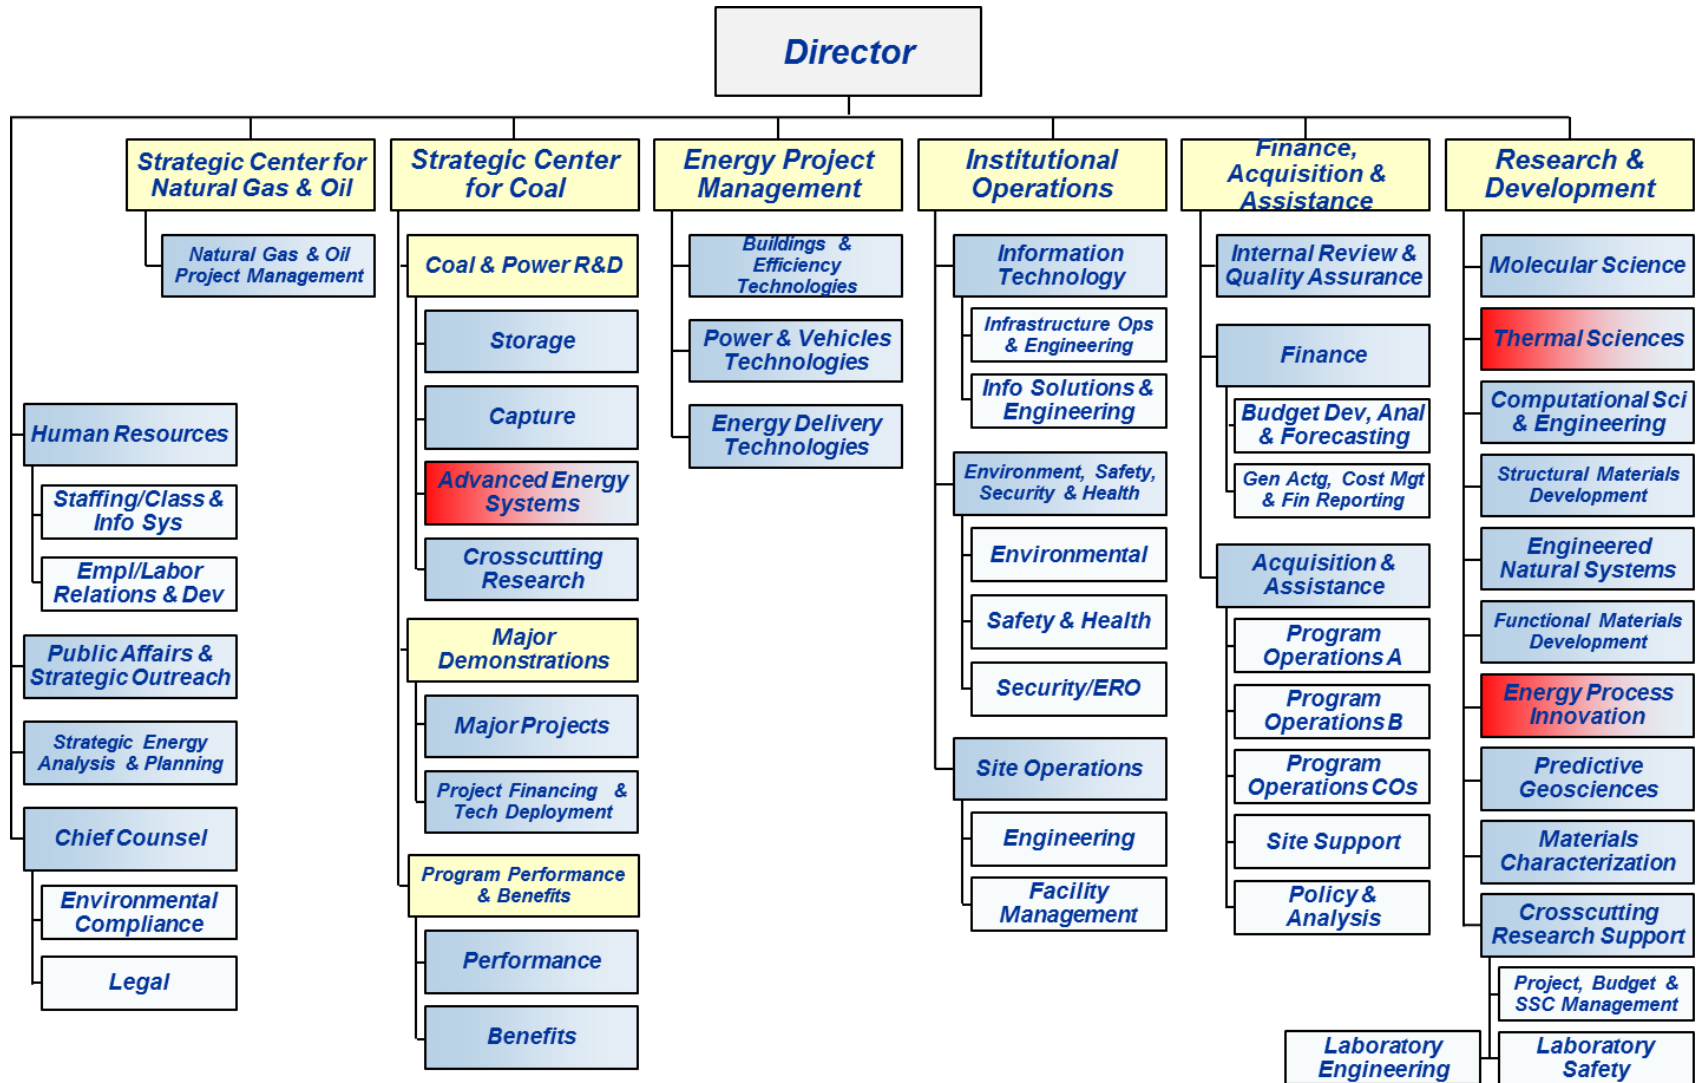 Director
Strategic Center for
Natural Gas & Oil
Natural Gas & Oil
Project Management
Strategic Center
for Coal
Coal & Power R&D
Storage
Capture
Advanced Energy
Systems
Crosscutting
Research
Major
Demonstrations
Major Projects
Project Financing &
Tech Deployment
Program Performance
& Benefits
Performance
Benefits
Energy Project
Management
Buildings &
Efficiency
Technologies
Power & Vehicles
Technologies
Energy Delivery
Technologies
Institutional
Operations
Information
Technology
Infrastructure Ops
& Engineering
Info Solutions &
Engineering
Environment, Safety,
Security & Health
Environmental
Safety & Health
Security/ERO
Site Operations
Engineering
Facility
Management
Finance,
Acquisition &
Assistance
Internal Review &
Quality Assurance
Finance
Budget Dev, Anal
& Forecasting
Gen Actg, Cost Mgt
& Fin Reporting
Acquisition &
Assistance
Program
Operations A
Program
Operations B
Program
Operations COs
Site Support
Policy &
Analysis
Research &
Development
Molecular Science
Thermal Sciences
Computational Sci
& Engineering
Structural Materials
Development
Engineered
Natural Systems
Functional Materials
Development
Energy Process
Innovation
Predictive
Geosciences
Materials
Characterization
Crosscutting
Research Support
Project, Budget &
SSC Management
Laboratory
Engineering
Laboratory
Safety
Human Resources
Staffing/Class &
Info Sys
Empl/Labor
Relations & Dev
Public Affairs &
Strategic Outreach
Strategic Energy
Analysis & Planning
Chief Counsel
Environmental
Compliance
Legal